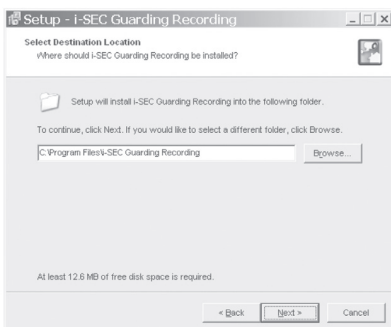 Setup - i-SEC Guarding Recording
Select Destination Location
Where should i-SEC Guarding Recording be installed?
Setup will install i-SEC Guarding Recording into the following folder.
To continue, click Next. If you would like to select a different folder, click Browse.
C:\Program Files\i-SEC Guarding Recording
Browse...
At least 12.6 MB of free disk space is required.
< Back
Next >
Cancel